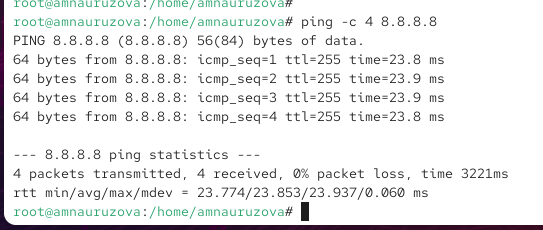 root@amnauruzova:/home/amnauruzova#
root@amnauruzova:/home/amnauruzova# ping -c 4 8.8.8.8
PING 8.8.8.8 (8.8.8.8) 56(84) bytes of data.
64 bytes from 8.8.8.8: icmp_seq=1 ttl=255 time=23.8 ms
64 bytes from 8.8.8.8: icmp_seq=2 ttl=255 time=23.9 ms
64 bytes from 8.8.8.8: icmp_seq=3 ttl=255 time=23.9 ms
64 bytes from 8.8.8.8: icmp_seq=4 ttl=255 time=23.8 ms
--- 8.8.8.8 ping statistics ---
4 packets transmitted, 4 received, 0% packet loss, time 3221ms
rtt min/avg/max/mdev = 23.774/23.853/23.937/0.060 ms
root@amnauruzova:/home/amnauruzova#